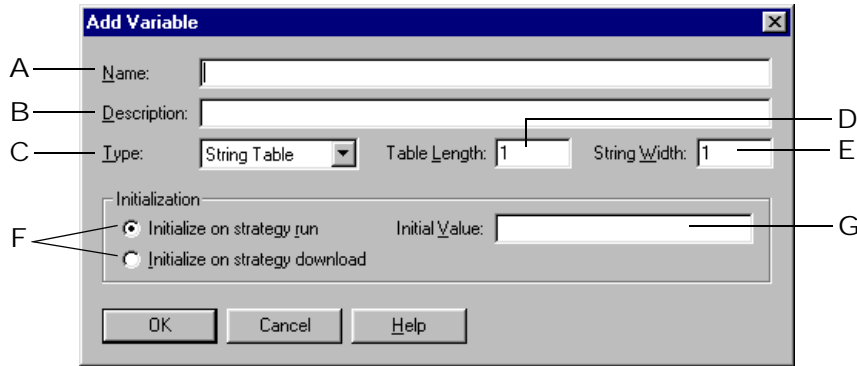 Add Variable
A Name:
B Description:
C Type: String Table Table Length: 1 D String Width: 1 E
Initialization
F Initialize on strategy run Initial Value: G
Initialize on strategy download
OK Cancel Help